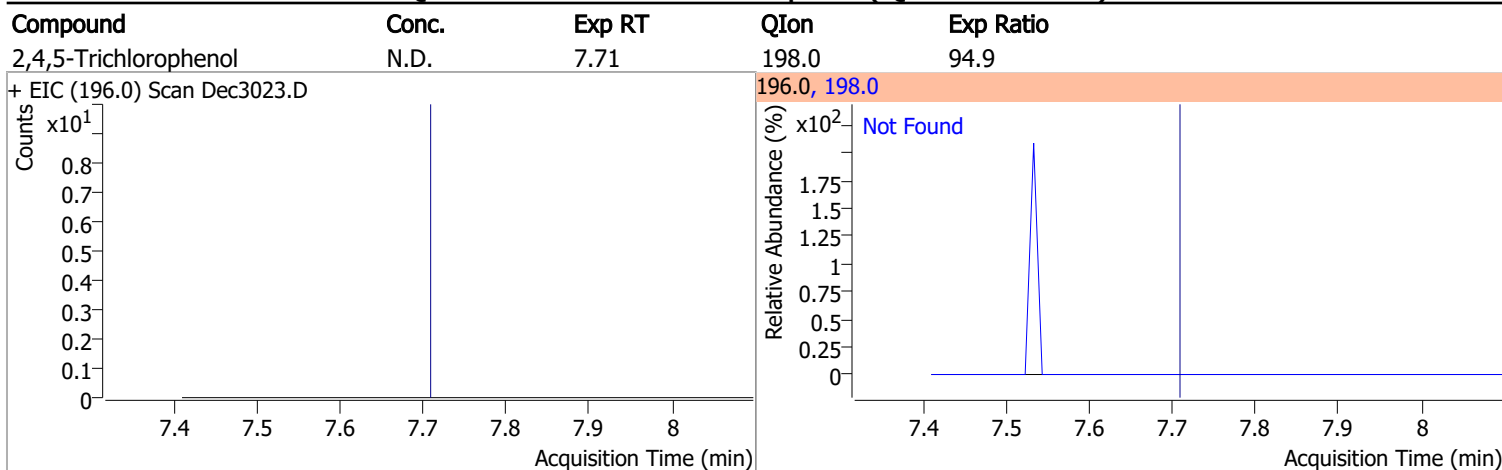 Compound Conc. Exp RT QIon Exp Ratio
2,4,5-Trichlorophenol N.D. 7.71 198.0 94.9
+ EIC (196.0) Scan Dec3023.D
Counts
x10¹
0.8
0.7
0.6
0.5
0.4
0.3
0.2
0.1
0
7.4 7.5 7.6 7.7 7.8 7.9 8
Acquisition Time (min)
196.0, 198.0
Relative Abundance (%)
x10²
Not Found
1.75
1.5
1.25
1
0.75
0.5
0.25
0
7.4 7.5 7.6 7.7 7.8 7.9 8
Acquisition Time (min)